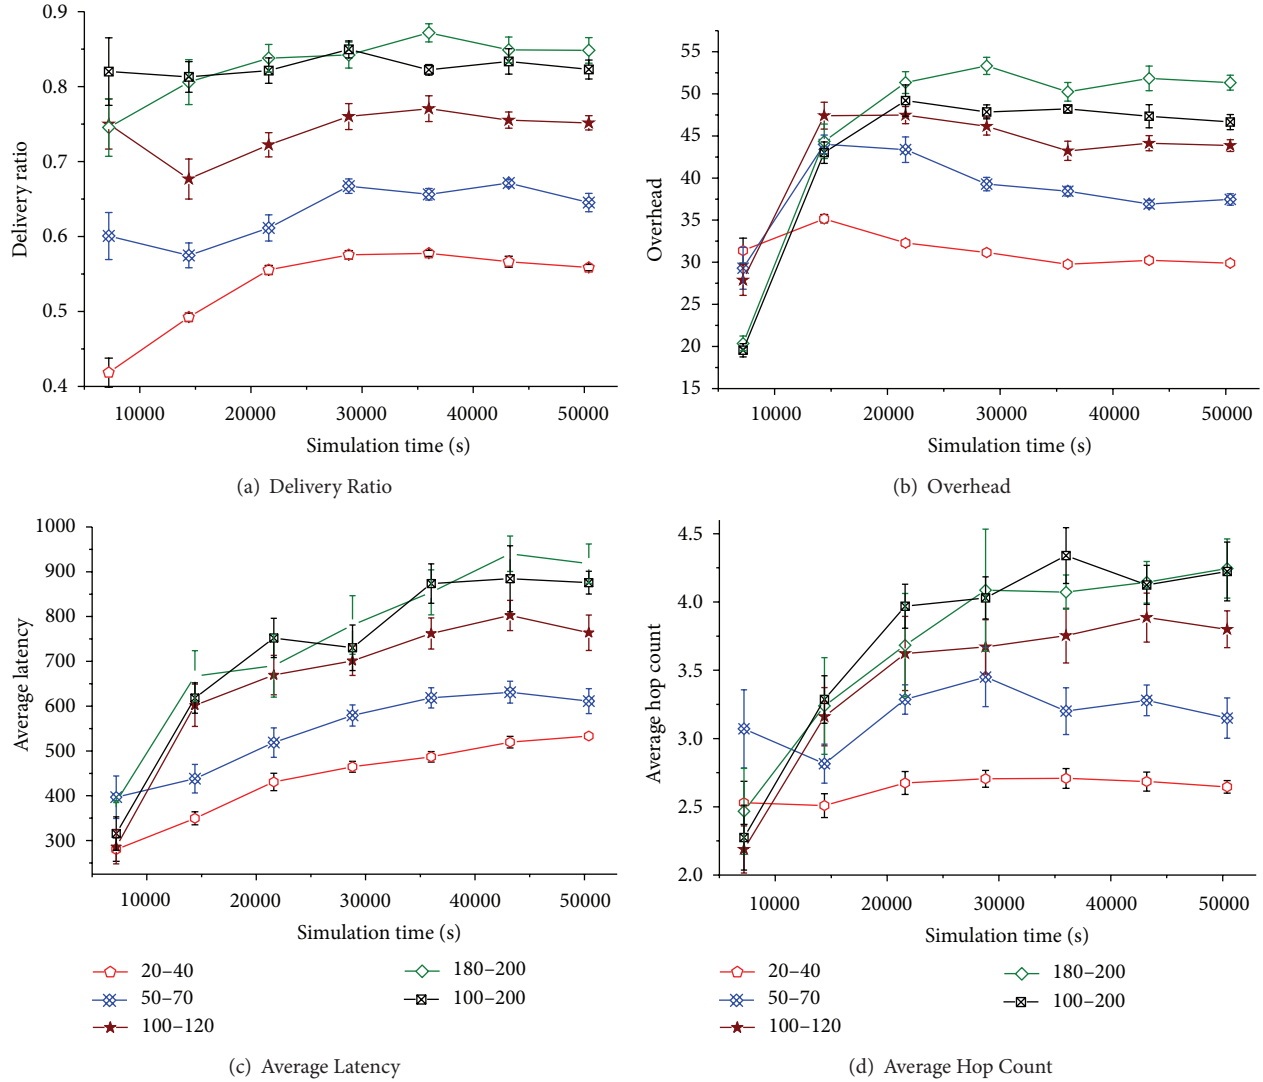 0.9
0.8
0.7
0.6
0.5
0.4
Delivery ratio
10000 20000 30000 40000 50000
Simulation time (s)
(a) Delivery Ratio
55
50
45
40
35
30
25
20
15
Overhead
10000 20000 30000 40000 50000
Simulation time (s)
(b) Overhead
1000
900
800
700
600
500
400
300
Average latency
10000 20000 30000 40000 50000
Simulation time (s)
20–40
50–70
100–120
180–200
100–200
(c) Average Latency
4.5
4.0
3.5
3.0
2.5
2.0
Average hop count
10000 20000 30000 40000 50000
Simulation time (s)
20–40
50–70
100–120
180–200
100–200
(d) Average Hop Count